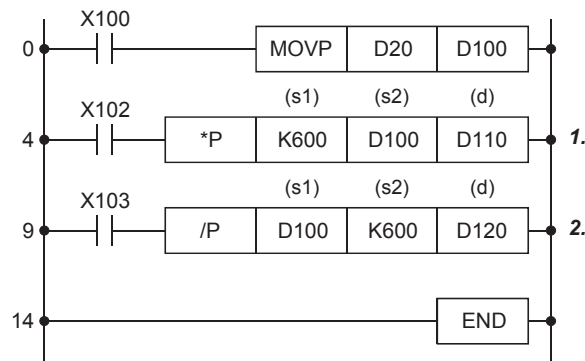 X100
0 MOVP D20 D100
(s1) (s2) (d)
X102
4 *P K600 D100 D110 1.
(s1) (s2) (d)
X103
9 /P D100 K600 D120 2.
14 END